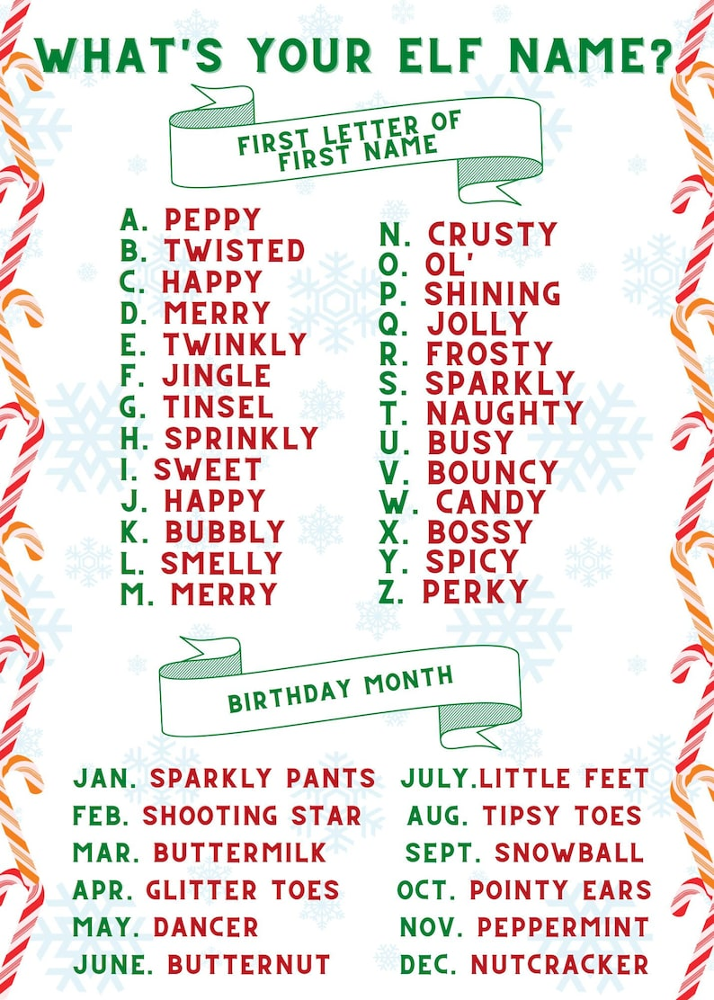 WHAT'S YOUR ELF NAME?
FIRST LETTER OF
FIRST NAME
A. PEPPY
B. TWISTED
C. HAPPY
D. MERRY
E. TWINKLY
F. JINGLE
G. TINSEL
H. SPRINKLY
I. SWEET
J. HAPPY
K. BUBBLY
L. SMELLY
M. MERRY
N. CRUSTY
O. OL'
P. SHINING
Q. JOLLY
R. FROSTY
S. SPARKLY
T. NAUGHTY
U. BUSY
V. BOUNCY
W. CANDY
X. BOSSY
Y. SPICY
Z. PERKY
BIRTHDAY MONTH
JAN. SPARKLY PANTS
FEB. SHOOTING STAR
MAR. BUTTERMILK
APR. GLITTER TOES
MAY. DANCER
JUNE. BUTTERNUT
JULY.LITTLE FEET
AUG. TIPSY TOES
SEPT. SNOWBALL
OCT. POINTY EARS
NOV. PEPPERMINT
DEC. NUTCRACKER